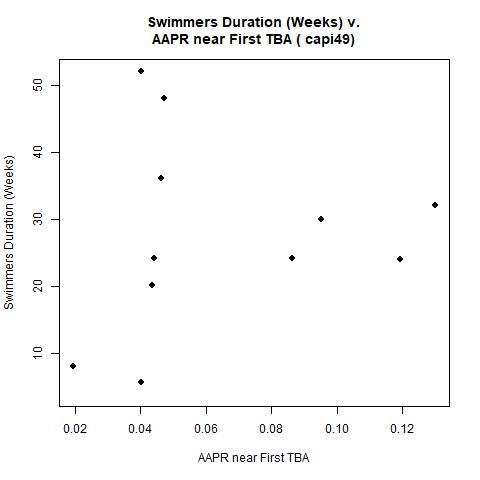 Swimmers Duration (Weeks) v.
AAPR near First TBA ( capi49)
Swimmers Duration (Weeks)
50
40
30
20
10
0.02 0.04 0.06 0.08 0.10 0.12
AAPR near First TBA